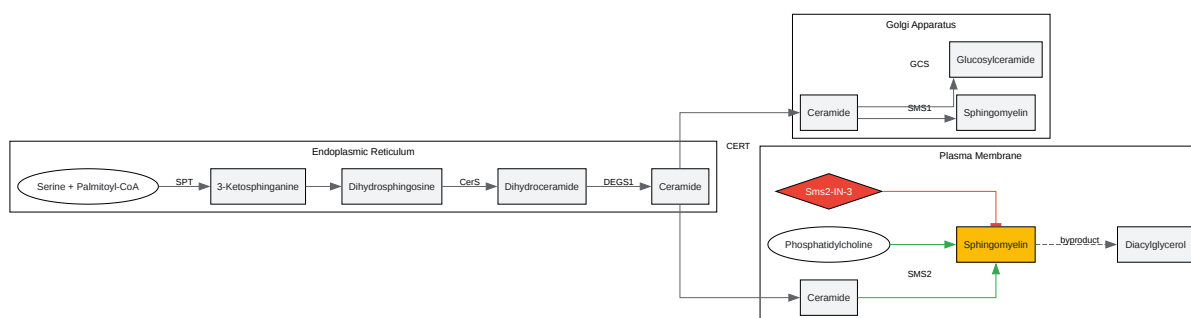 Golgi Apparatus
GCS
Glucosylceramide
Ceramide
SMS1
Sphingomyelin
CERT
Endoplasmic Reticulum
Serine + Palmitoyl-CoA
SPT
3-Ketosphinganine
Dihydrosphingosine
CerS
Dihydroceramide
DEGS1
Ceramide
Plasma Membrane
Sms2-IN-3
Phosphatidylcholine
Sphingomyelin
byproduct
Diacylglycerol
SMS2
Ceramide